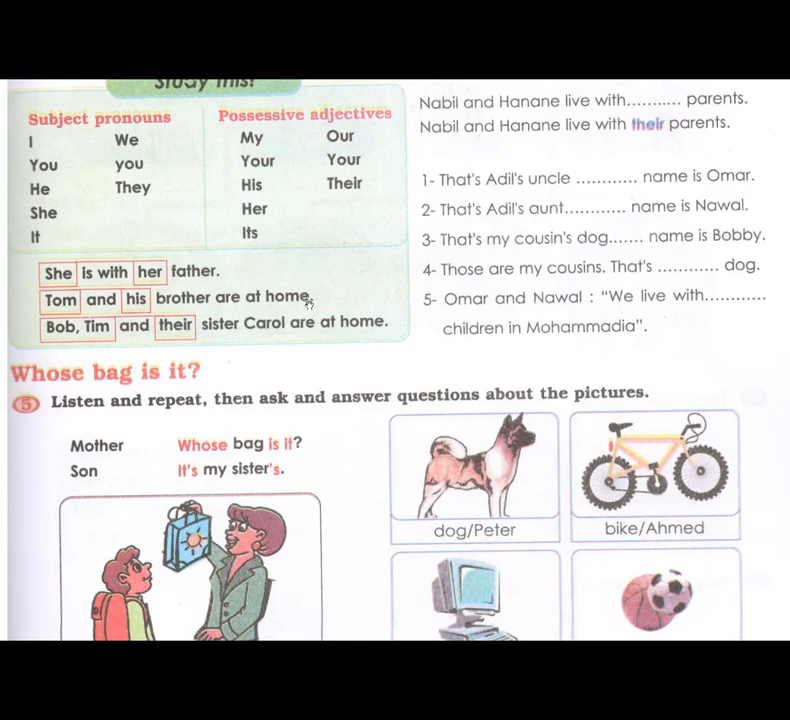 Study this!
Subject pronouns
I We
You you
He They
She
It
Possessive adjectives
My Our
Your Your
His Their
Her
Its
She is with her father.
Tom and his brother are at home.
Bob, Tim and their sister Carol are at home.
Nabil and Hanane live with........... parents.
Nabil and Hanane live with their parents.
1- That's Adil's uncle ............ name is Omar.
2- That's Adil's aunt............ name is Nawal.
3- That's my cousin's dog....... name is Bobby.
4- Those are my cousins. That's ............ dog.
5- Omar and Nawal : "We live with............
children in Mohammadia".
Whose bag is it?
5 Listen and repeat, then ask and answer questions about the pictures.
Mother Whose bag is it?
Son It's my sister's.
dog/Peter
bike/Ahmed